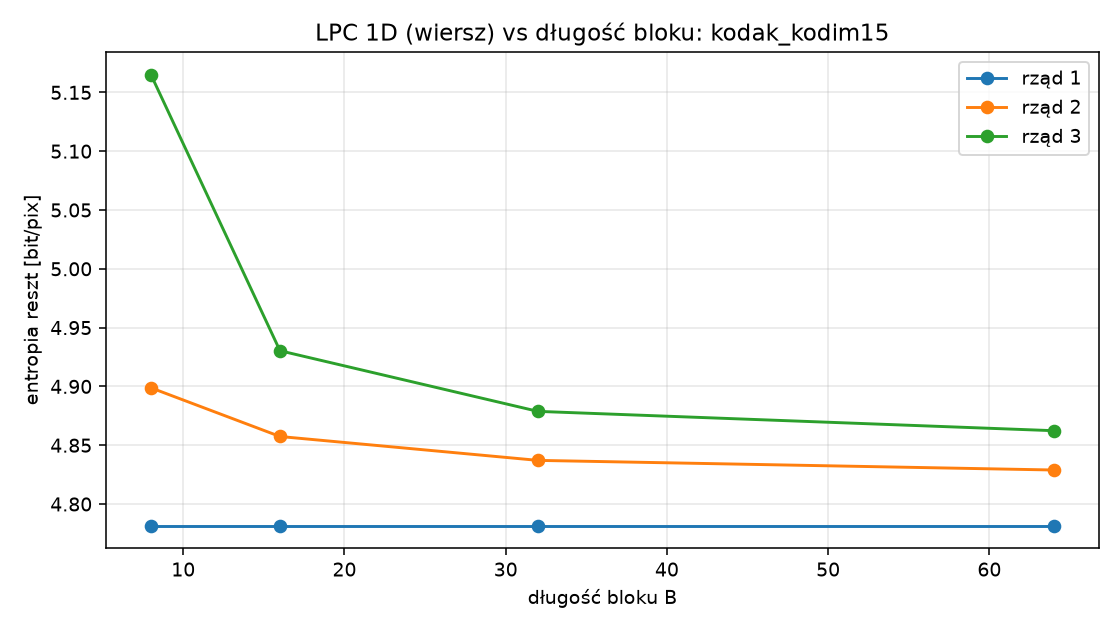 LPC 1D (wiersz) vs długość bloku: kodak_kodim15
entropia reszt [bit/pix]
5.15
5.10
5.05
5.00
4.95
4.90
4.85
4.80
rząd 1
rząd 2
rząd 3
10 20 30 40 50 60
długość bloku B